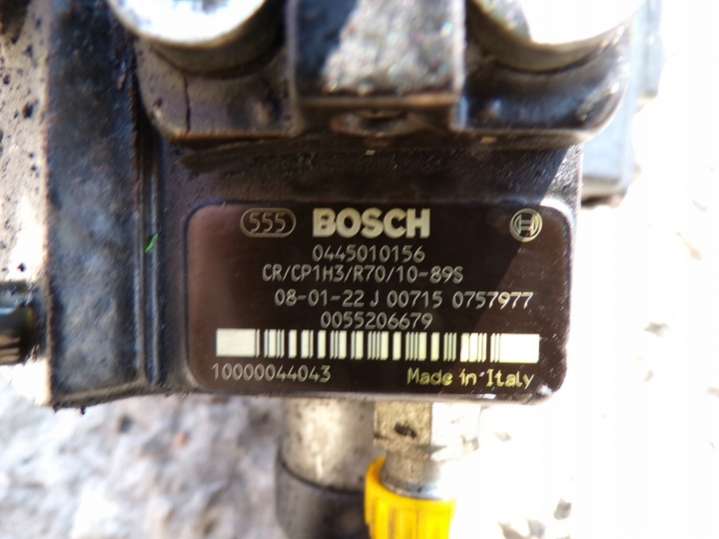 555 BOSCH
0445010156
CR/CP1H3/R70/10-89S
08-01-22 J 00715 0757977
0055206679
10000044043 Made in Italy